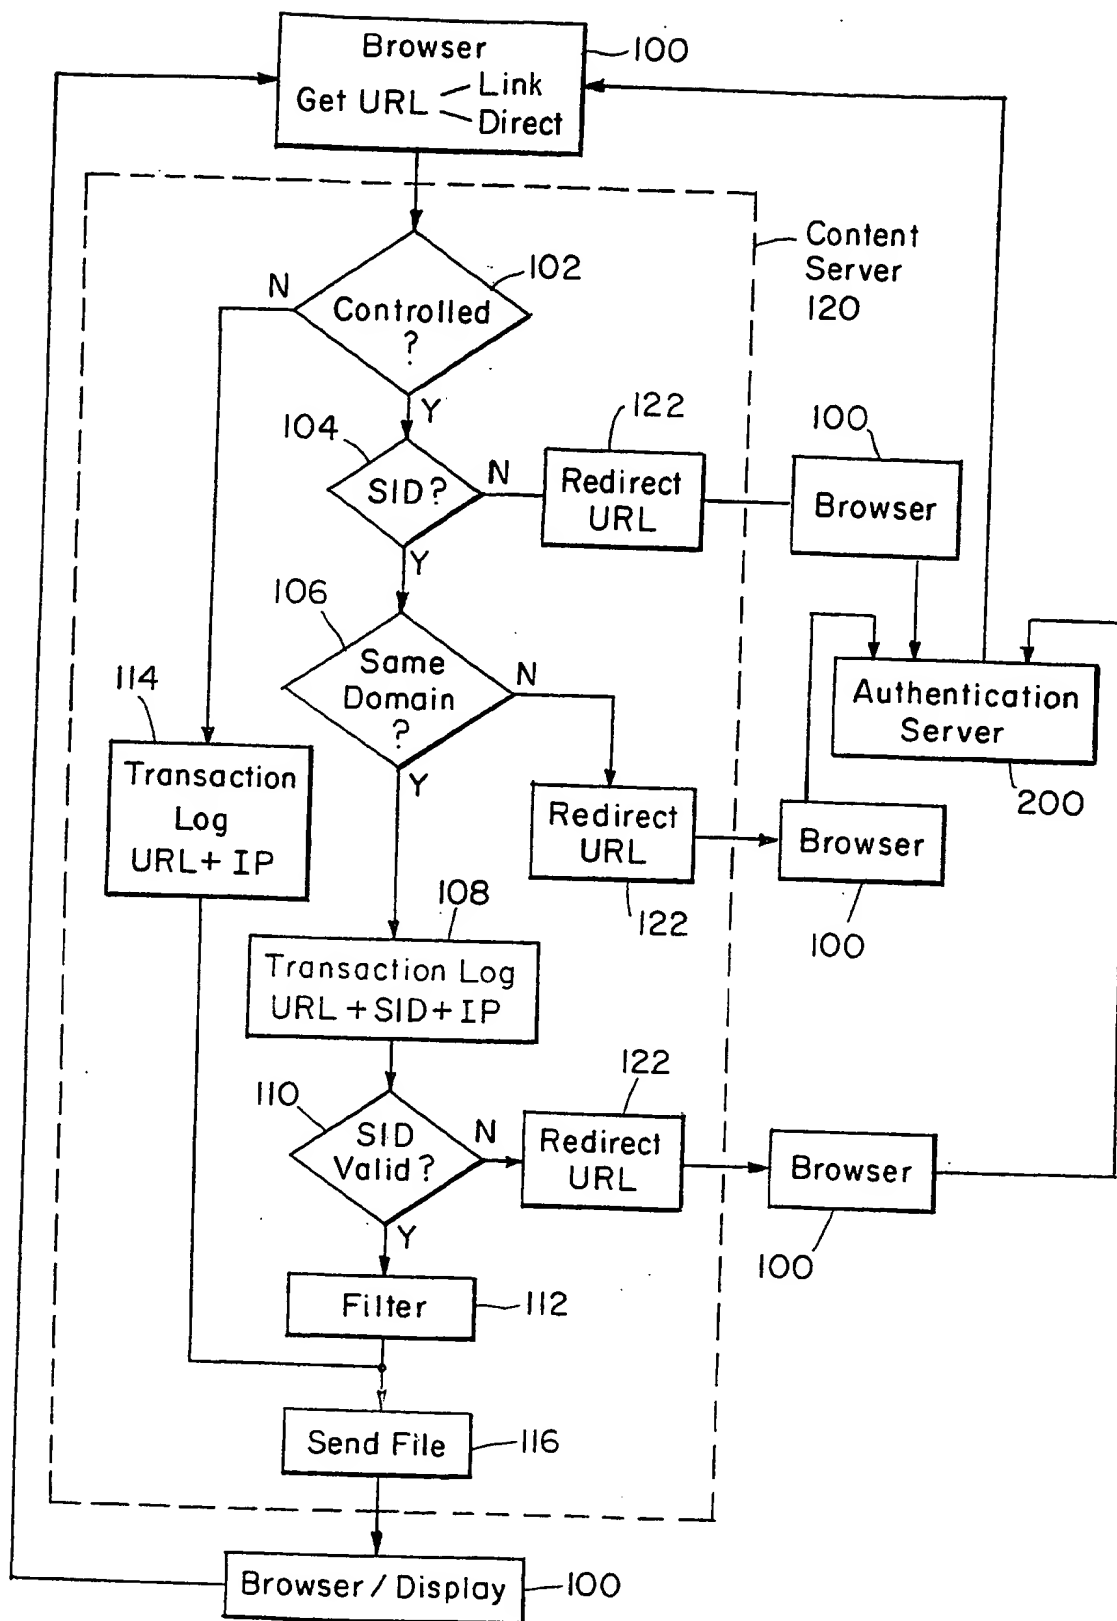 Browser
Get URL
Link
Direct
100
Content
Server
120
102
N
Controlled
?
Y
104
SID?
N
122
Redirect
URL
100
Browser
Y
106
Same
Domain
?
N
Authentication
Server
200
114
Transaction
Log
URL + IP
Y
Redirect
URL
122
Browser
100
108
Transaction Log
URL + SID + IP
110
SID
Valid?
N
122
Redirect
URL
Browser
100
Y
Filter
112
Send File
116
Browser / Display
100